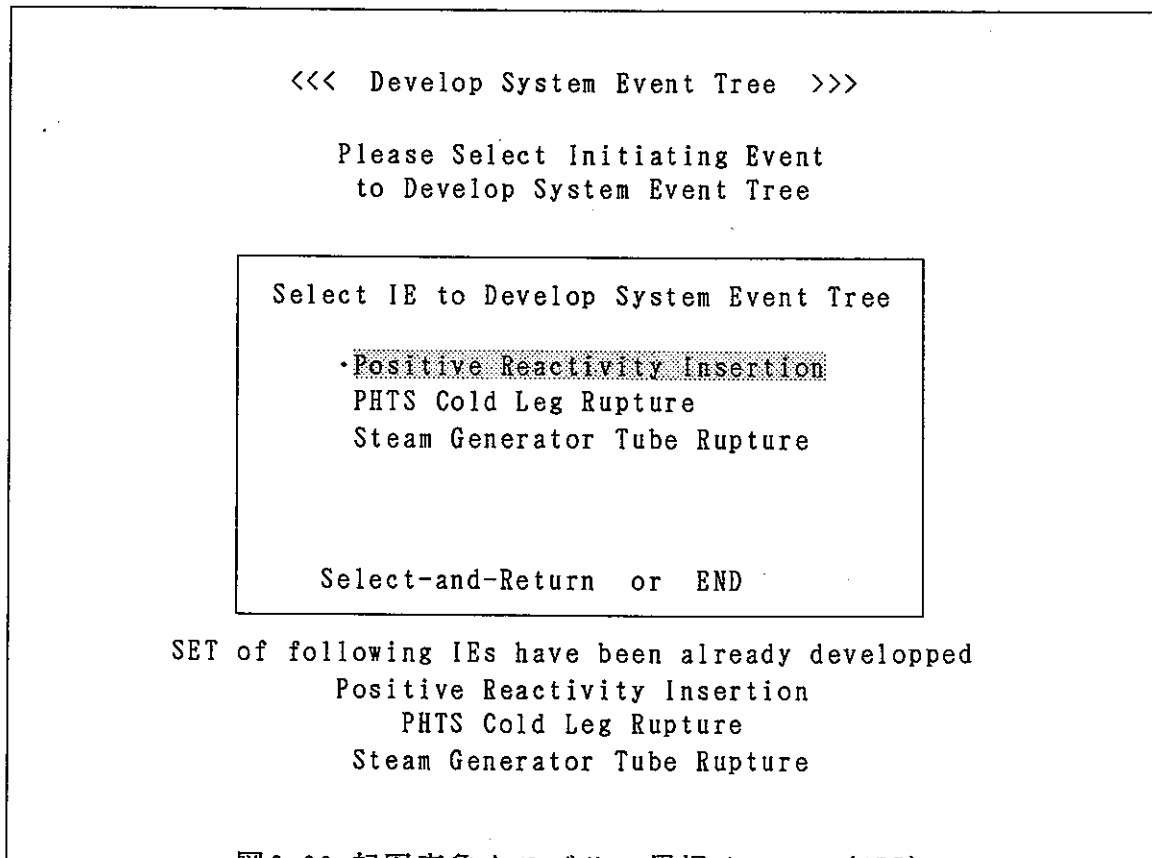 <<< Develop System Event Tree >>>
Please Select Initiating Event
to Develop System Event Tree
Select IE to Develop System Event Tree
・Positive Reactivity Insertion
PHTS Cold Leg Rupture
Steam Generator Tube Rupture
Select-and-Return or END
SET of following IEs have been already developped
Positive Reactivity Insertion
PHTS Cold Leg Rupture
Steam Generator Tube Rupture